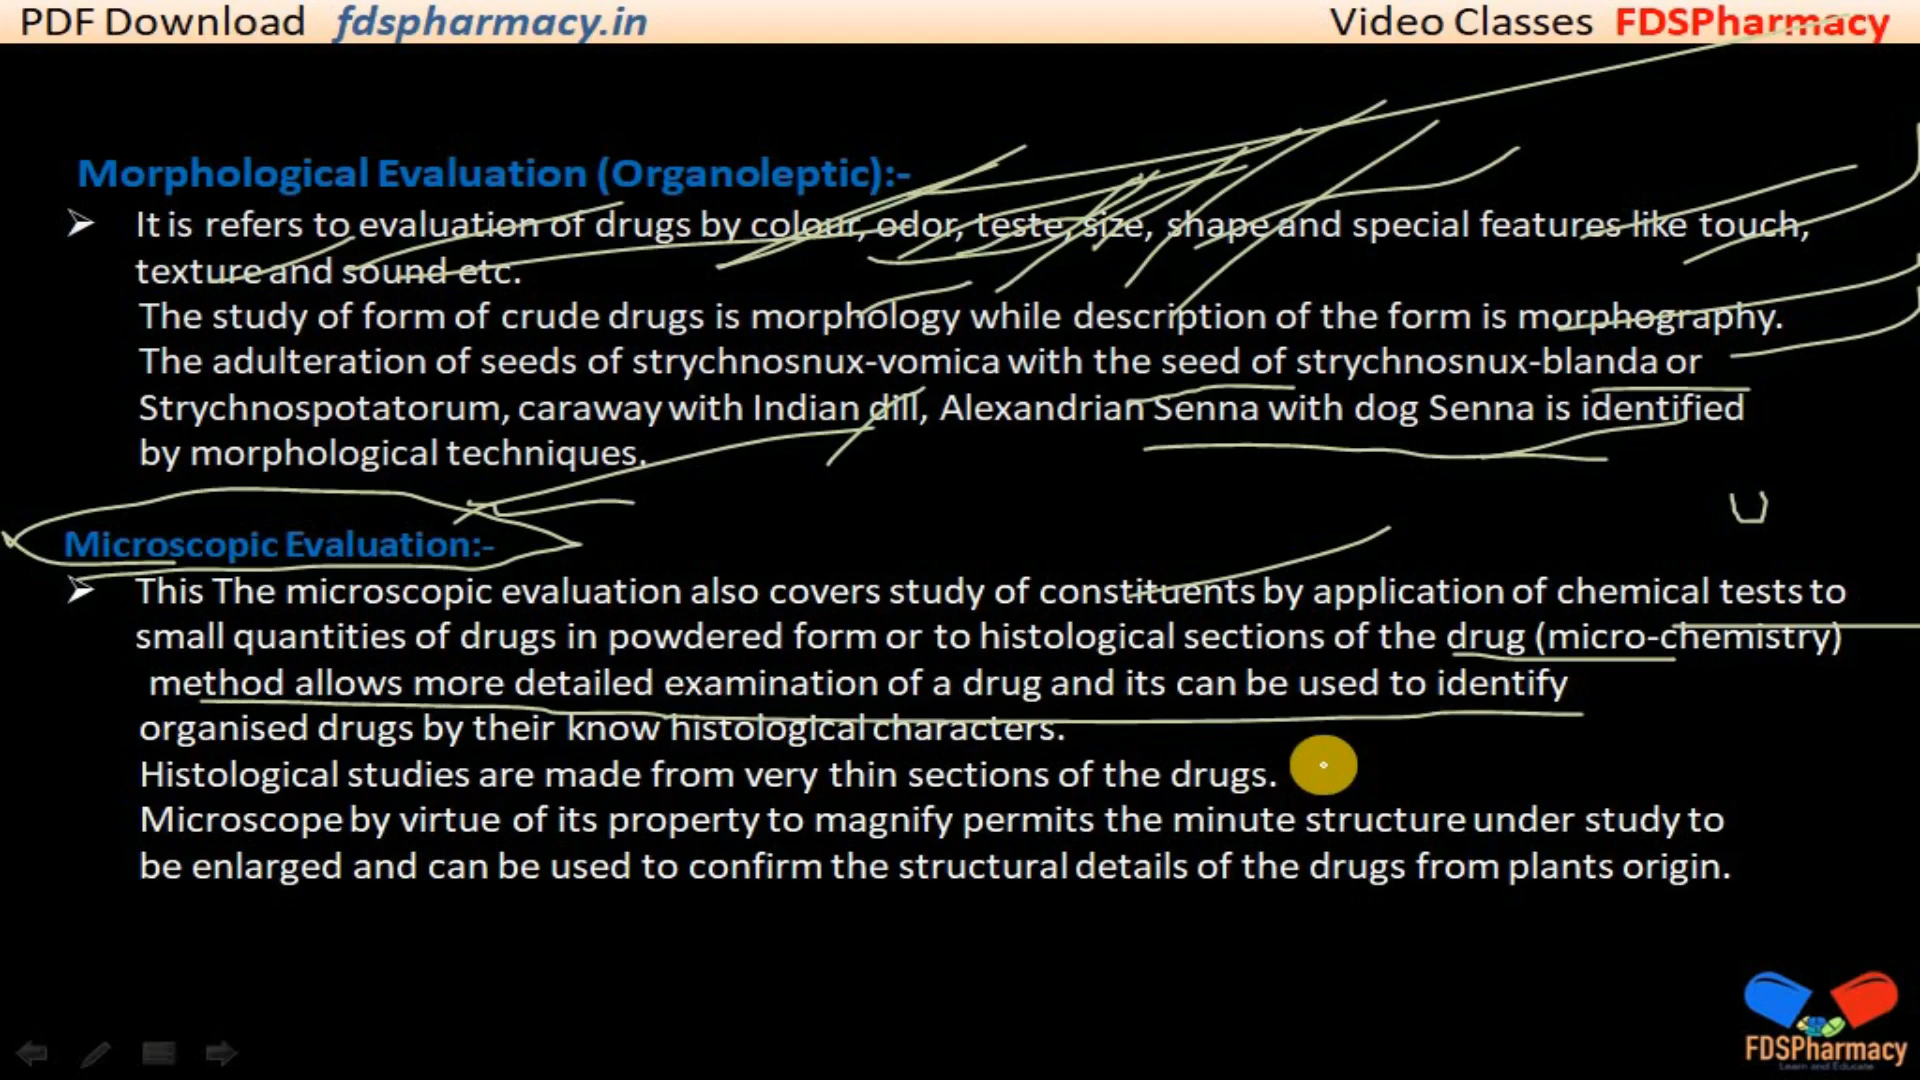 PDF Download fdspharmacy.in Video Classes FDSPharmacy
Morphological Evaluation (Organoleptic):-
It is refers to evaluation of drugs by colour, odor, teste, size, shape and special features like touch,
texture and sound etc.
The study of form of crude drugs is morphology while description of the form is morphography.
The adulteration of seeds of strychnosnux-vomica with the seed of strychnosnux-blanda or
Strychnospotatorum, caraway with Indian dill, Alexandrian Senna with dog Senna is identified
by morphological techniques.
Microscopic Evaluation:-
This The microscopic evaluation also covers study of constituents by application of chemical tests to
small quantities of drugs in powdered form or to histological sections of the drug (micro-chemistry)
method allows more detailed examination of a drug and its can be used to identify
organised drugs by their know histological characters.
Histological studies are made from very thin sections of the drugs.
Microscope by virtue of its property to magnify permits the minute structure under study to
be enlarged and can be used to confirm the structural details of the drugs from plants origin.
FDSPharmacy
Learn and Educate